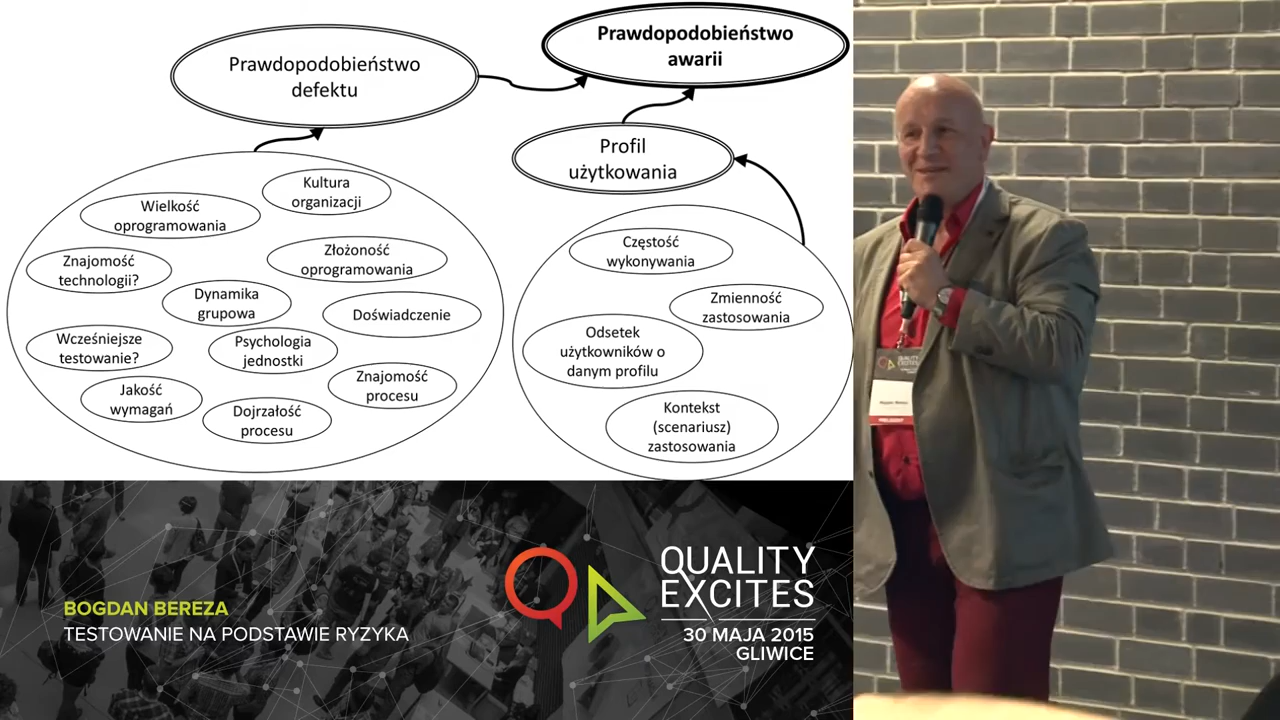 Prawdopodobieństwo
defektu
Prawdopodobieństwo
awarii
Profil
użytkowania
Kultura
organizacji
Wielkość
oprogramowania
Złożoność
oprogramowania
Znajomość
technologii?
Dynamika
grupowa
Doświadczenie
Wcześniejsze
testowanie?
Psychologia
jednostki
Znajomość
procesu
Jakość
wymagań
Dojrzałość
procesu
Częstość
wykonywania
Zmienność
zastosowania
Odsetek
użytkowników o
danym profilu
Kontekst
(scenariusz)
zastosowania
BOGDAN BEREZA
TESTOWANIE NA PODSTAWIE RYZYKA
QUALITY
EXCITES
30 MAJA 2015
GLIWICE
QUALITY
EXCITES